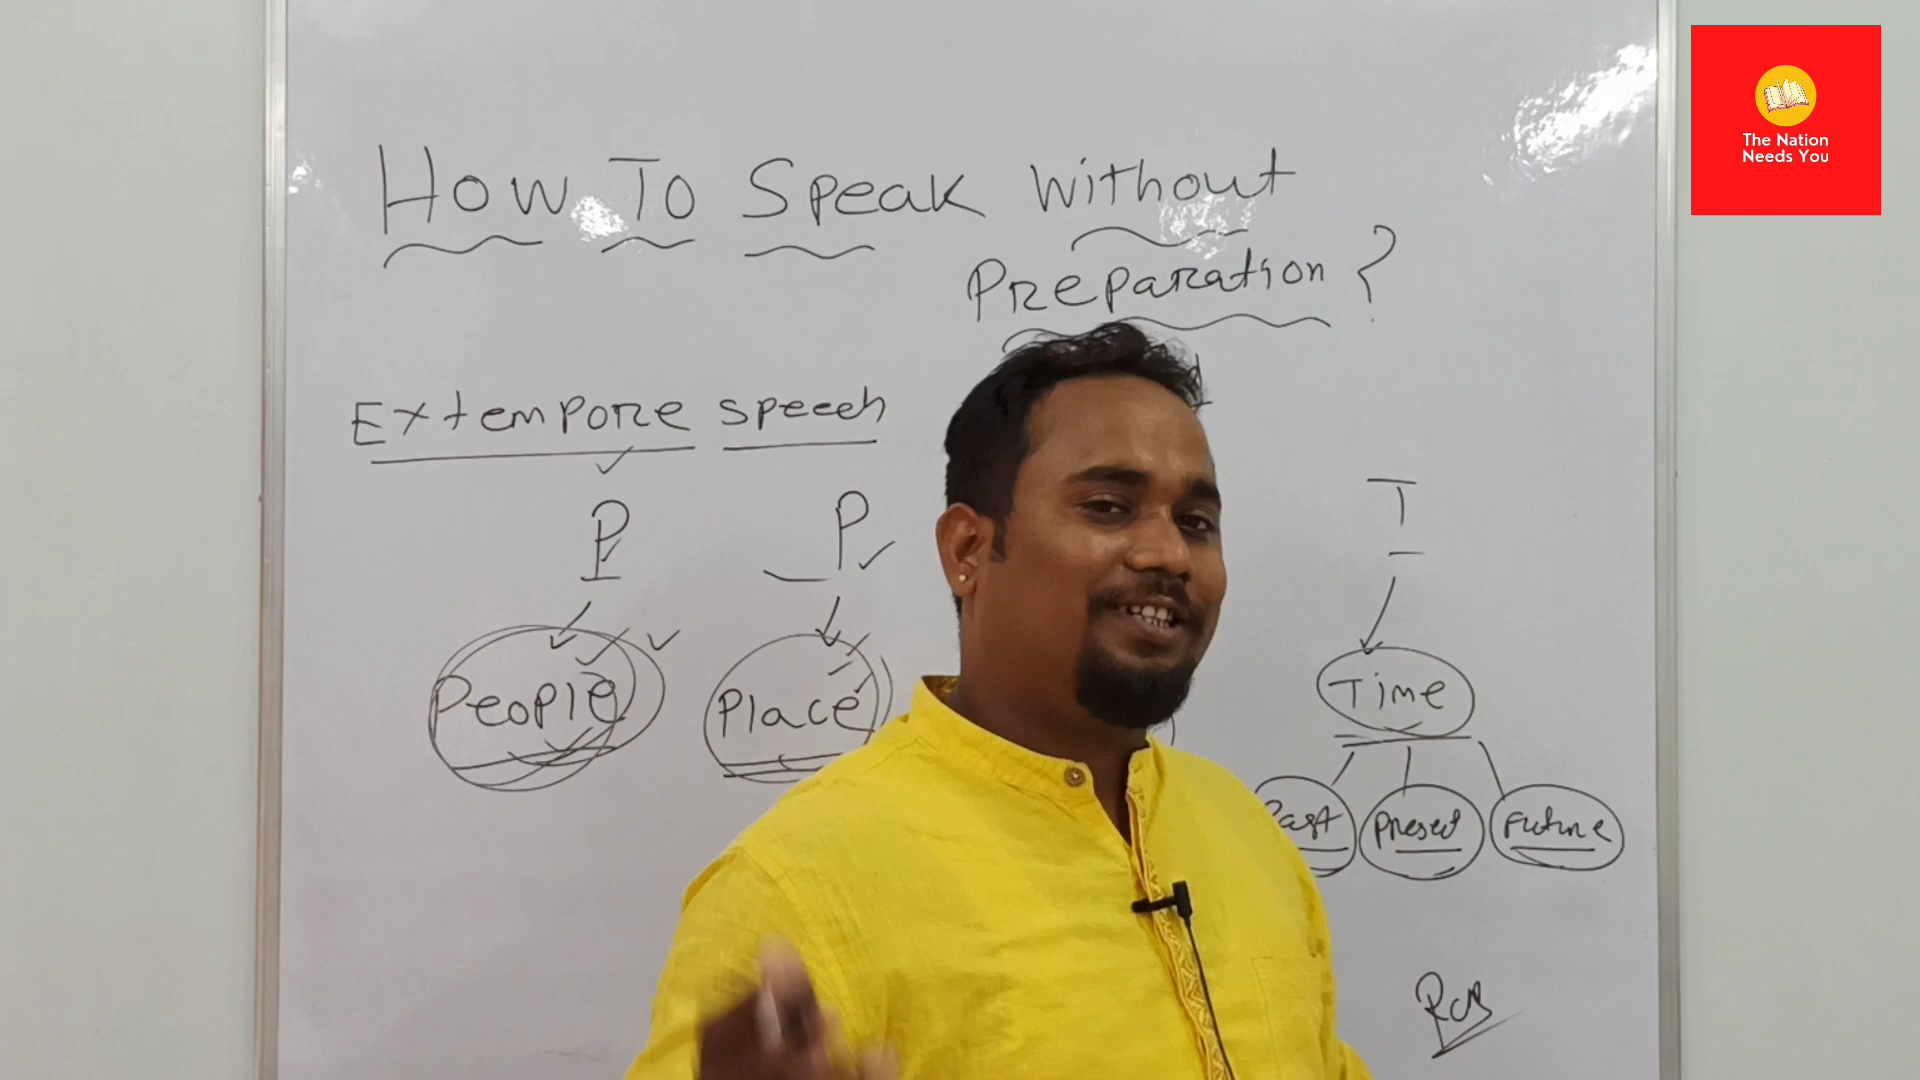 The Nation
Needs You
How To Speak Without
Preparation?
Extempore speech
P P T
People Place Time
Past Present Future